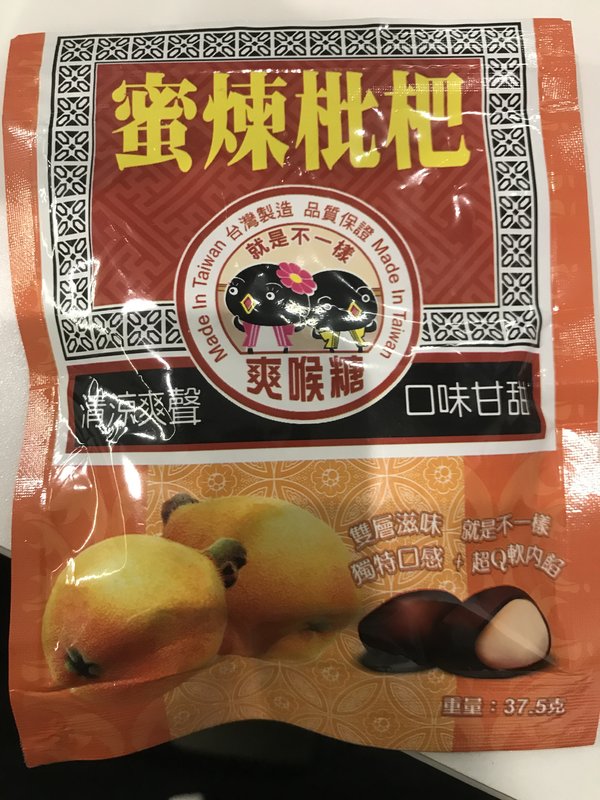 蜜煉枇杷
Made In Taiwan 台灣製造 品質保證 Made In Taiwan
就是不一樣
爽喉糖
清涼爽聲
口味甘甜
雙層滋味 就是不一樣
獨特口感，超Q軟內餡
重量：37.5克